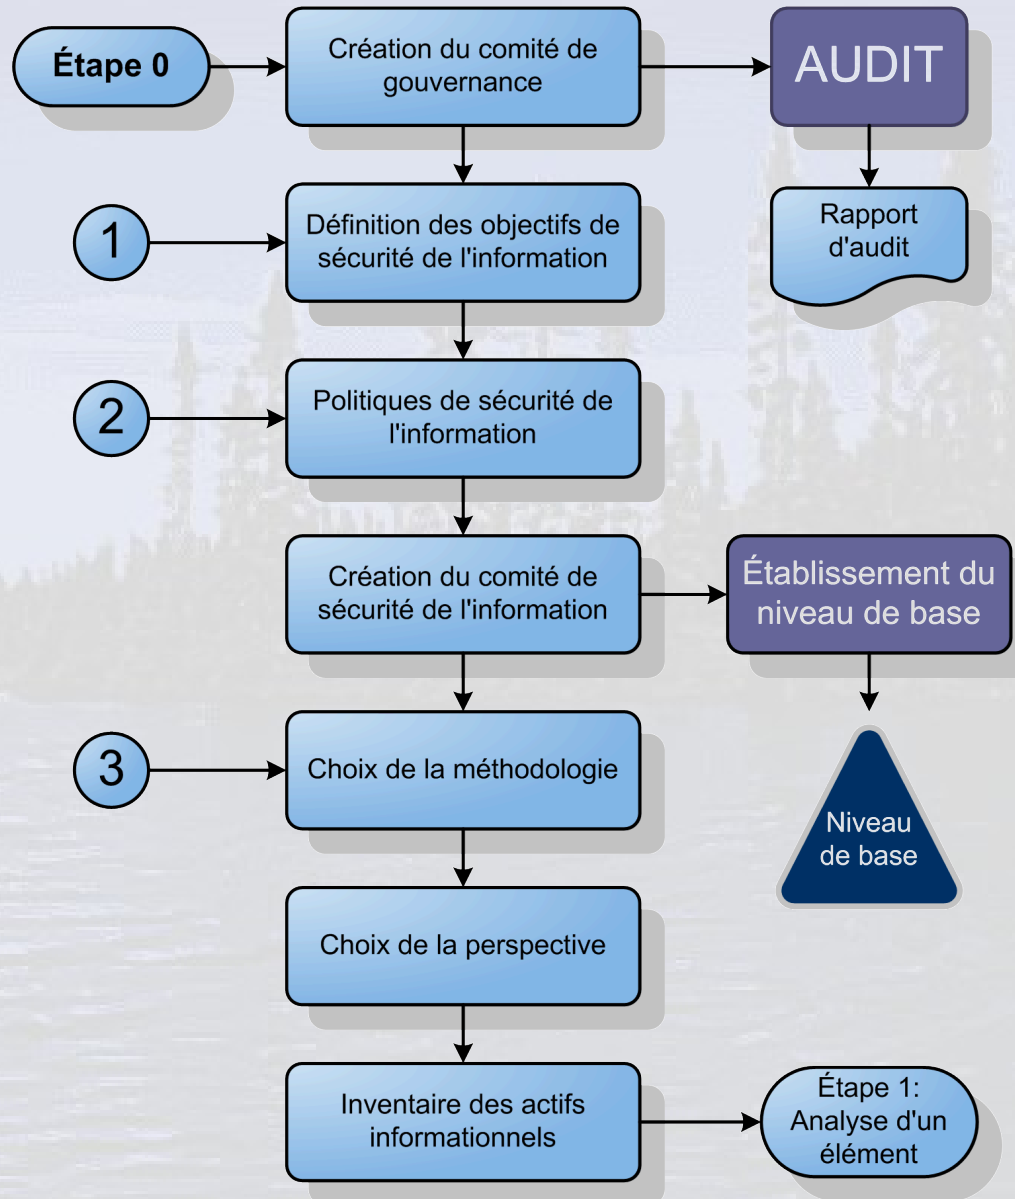 Étape 0
Création du comité de
gouvernance
AUDIT
Rapport
d'audit
1
Définition des objectifs de
sécurité de l'information
2
Politiques de sécurité de
l'information
Création du comité de
sécurité de l'information
Établissement du
niveau de base
3
Choix de la méthodologie
Niveau
de base
Choix de la perspective
Inventaire des actifs
informationnels
Étape 1:
Analyse d'un
élément